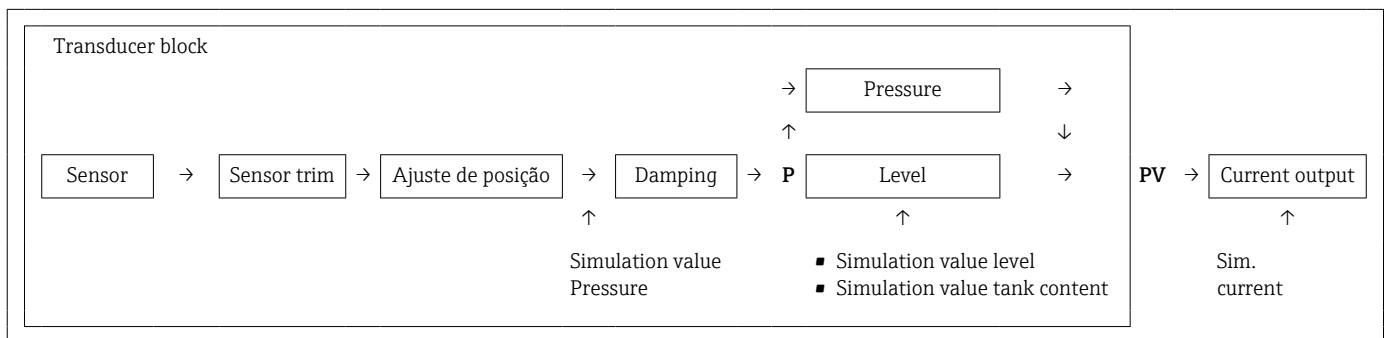 Transducer block
→ Pressure →
↑ ↓
Sensor → Sensor trim → Ajuste de posição → Damping → P Level → PV → Current output
↑ ↑ ↑
Simulation value ▪ Simulation value level Sim.
Pressure ▪ Simulation value tank content current